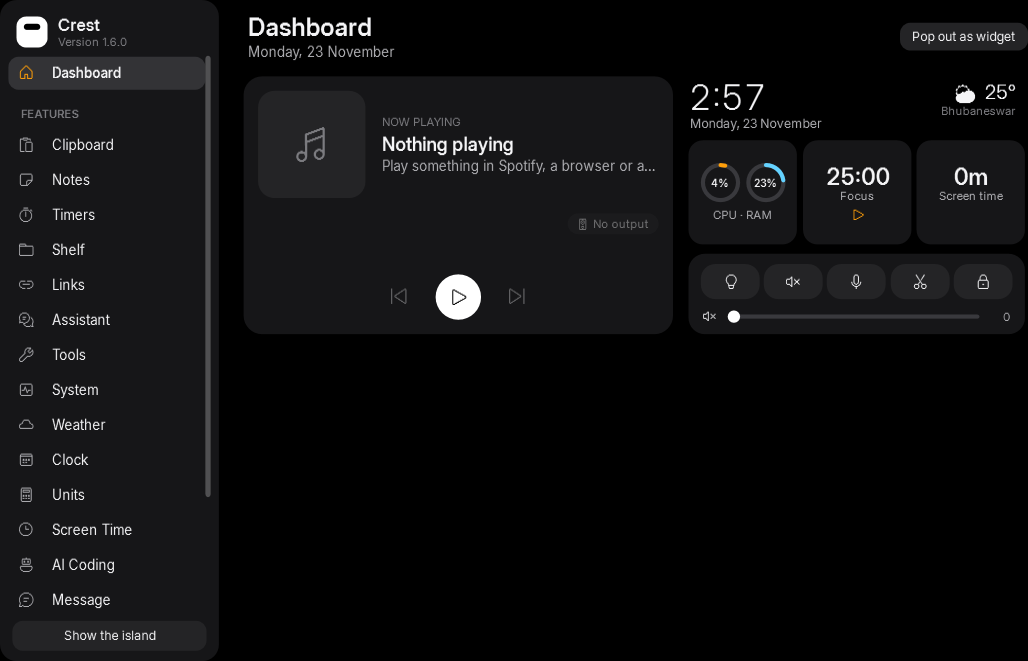 Crest
Version 1.6.0
Dashboard
FEATURES
Clipboard
Notes
Timers
Shelf
Links
Assistant
Tools
System
Weather
Clock
Units
Screen Time
AI Coding
Message
Show the island
Dashboard
Monday, 23 November
Pop out as widget
NOW PLAYING
Nothing playing
Play something in Spotify, a browser or a...
No output
2:57
Monday, 23 November
25°
Bhubaneswar
4%
23%
CPU · RAM
25:00
Focus
0m
Screen time
0